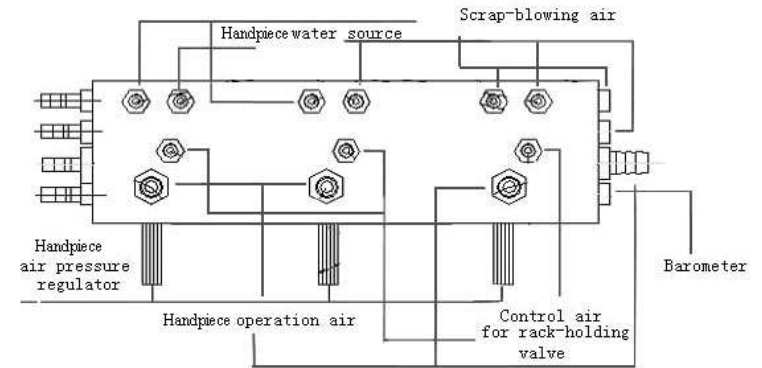 Scrap-blowing air
Handpiece water source
Handpiece
air pressure
regulator
Barometer
Handpiece operation air
Control air
for rack-holding
valve